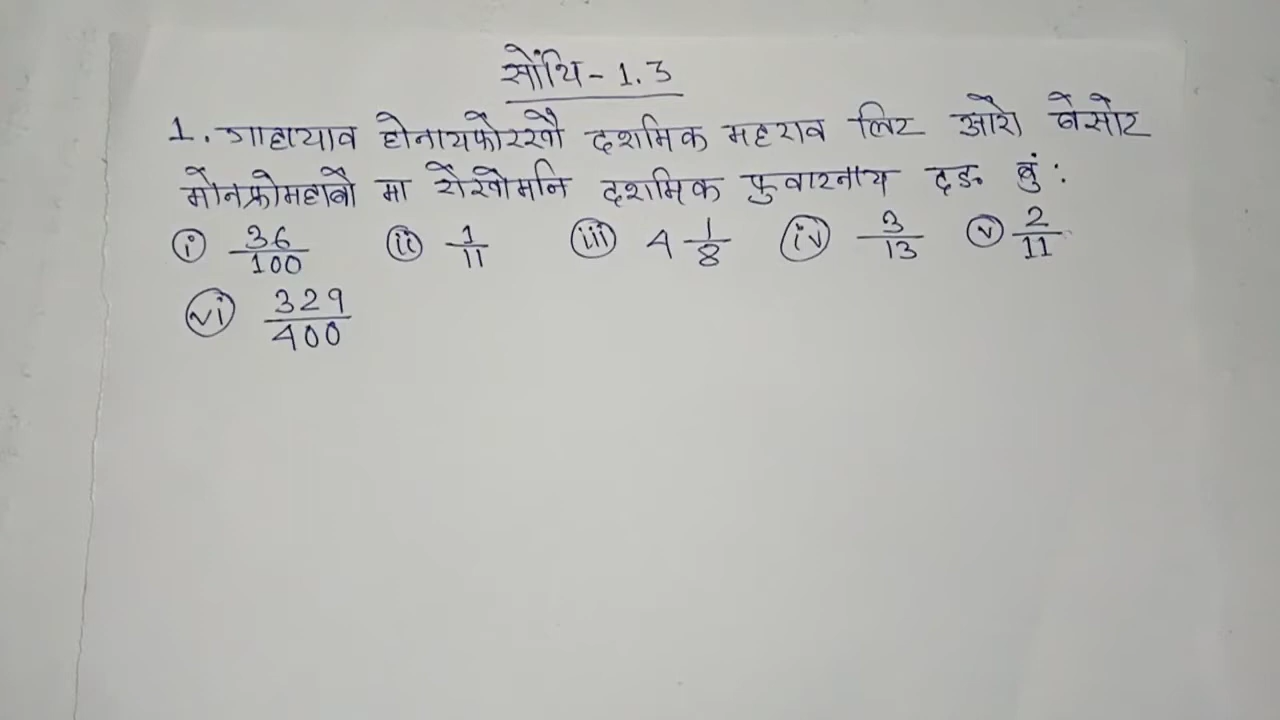 सोंथि - 1.3
1. गाहायाव होनायफोरखौ दशमिक महराव लिर आरो बेसोर
मोनफ्रोमहाबौ मा रोखोमनि दशमिक फुवारनाय दङ बुं :
(i) 36/100 (ii) 1/11 (iii) 4 1/8 (iv) 3/13 (v) 2/11
(vi) 329/400